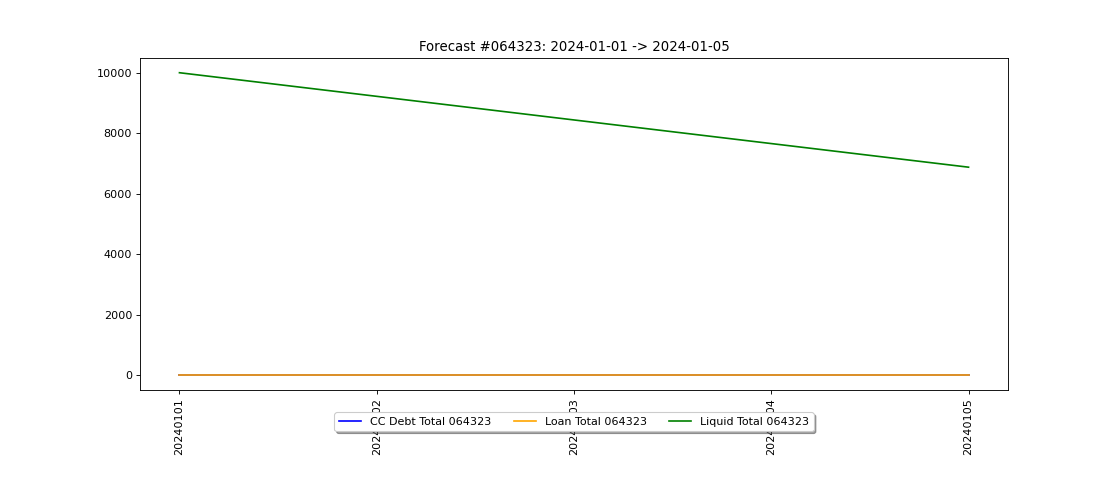 Forecast #064323: 2024-01-01 -> 2024-01-05
10000
8000
6000
4000
2000
0
20240101
20240105
CC Debt Total 064323
Loan Total 064323
Liquid Total 064323